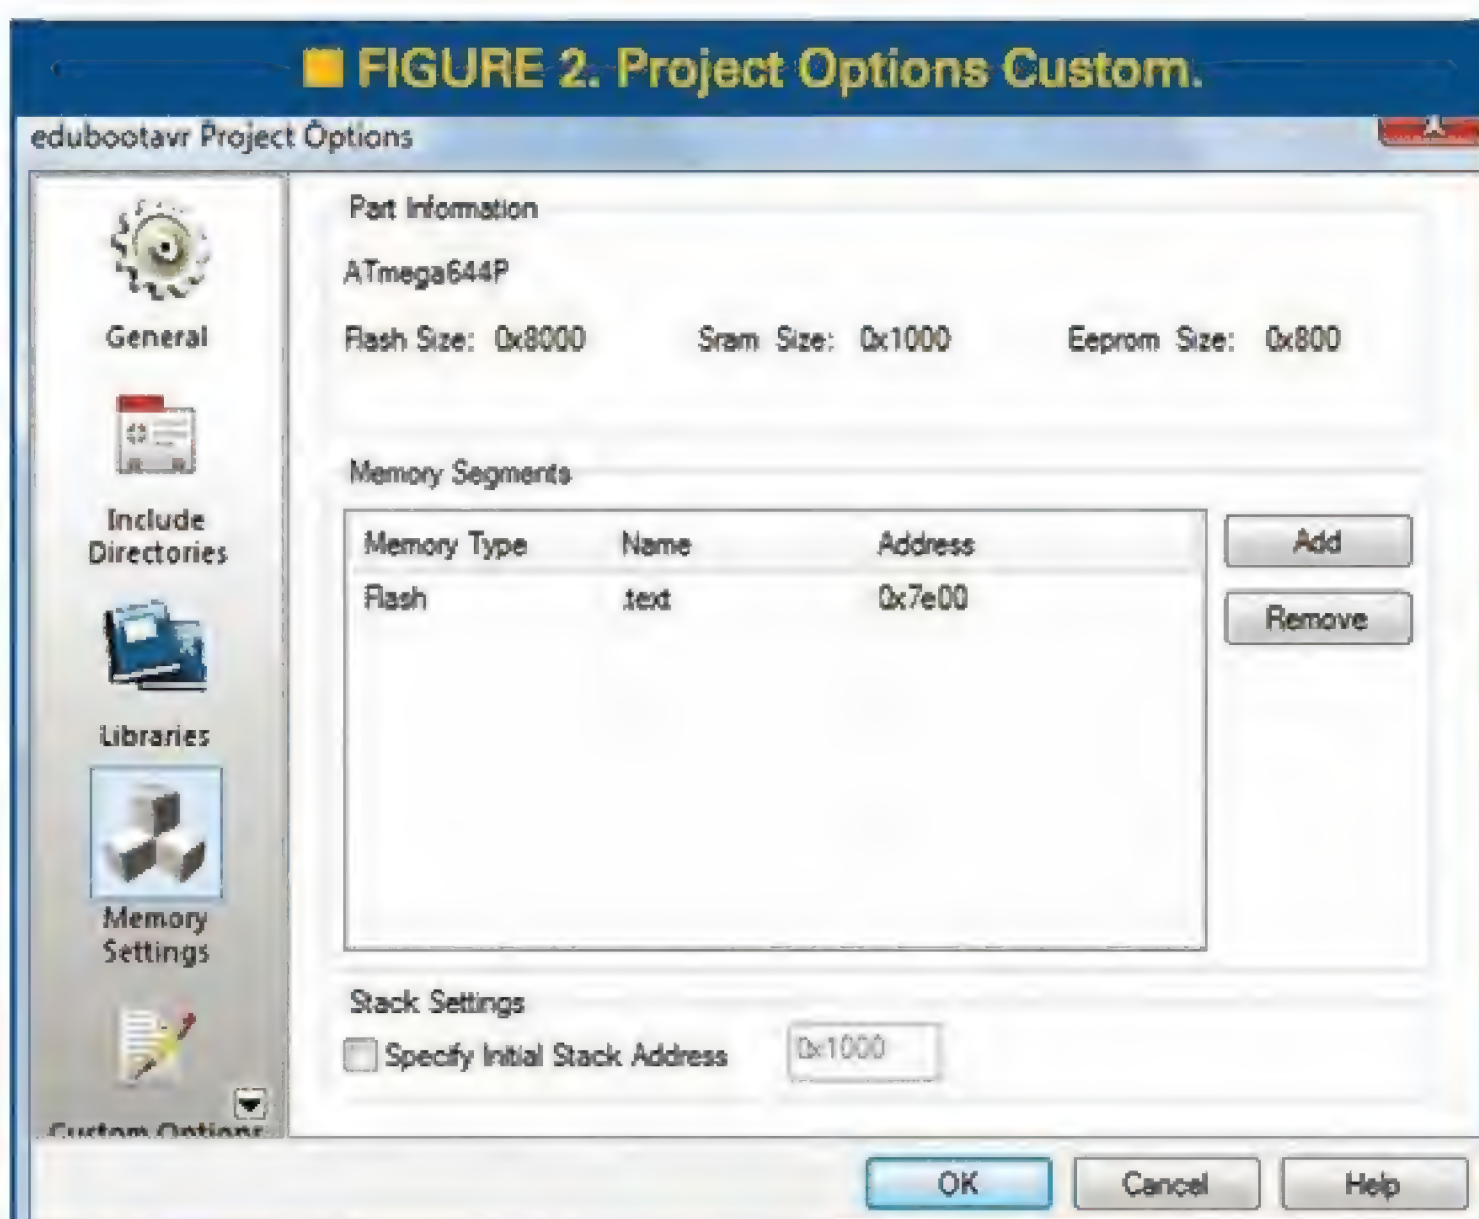 FIGURE 2. Project Options Custom.
edubootavr Project Options
General
Include
Directories
Libraries
Memory
Settings
Custom Options
Part Information
ATmega644P
Flash Size: 0x8000 Sram Size: 0x1000 Eeprom Size: 0x800
Memory Segments
Memory Type Name Address
Flash .text 0x7e00
Add
Remove
Stack Settings
Specify Initial Stack Address 0x1000
OK Cancel Help